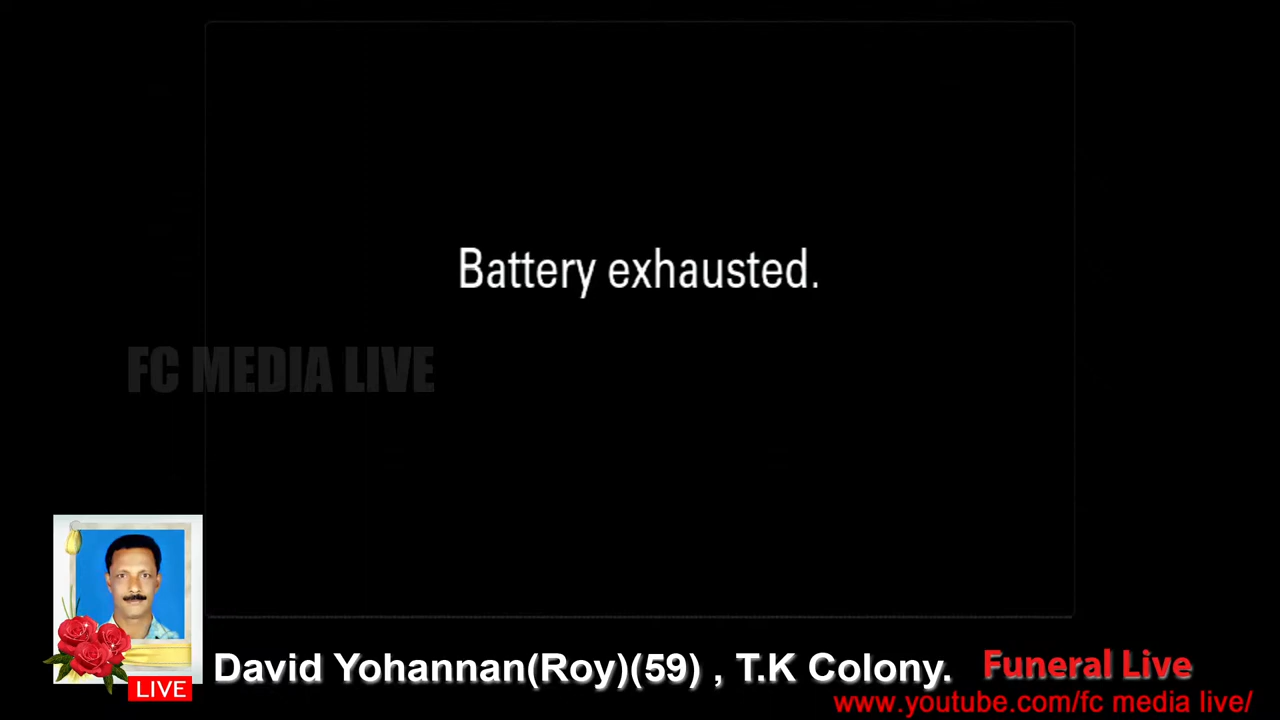 Battery exhausted.
FC MEDIA LIVE
LIVE
David Yohannan(Roy)(59) , T.K Colony.
Funeral Live
www.youtube.com/fc media live/